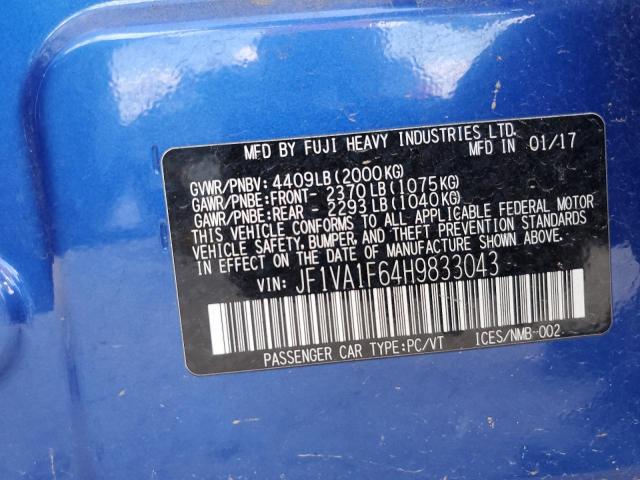 MFD BY FUJI HEAVY INDUSTRIES LTD.
MFD IN 01/17
GVWR/PNBV: 4409LB(2000KG)
GAWR/PNBE:FRONT- 2370LB(1075KG)
GAWR/PNBE:REAR - 2293LB(1040KG)
THIS VEHICLE CONFORMS TO ALL APPLICABLE FEDERAL MOTOR
VEHICLE SAFETY, BUMPER, AND THEFT PREVENTION STANDARDS
IN EFFECT ON THE DATE OF MANUFACTURE SHOWN ABOVE.
VIN: JF1VA1F64H9833043
PASSENGER CAR TYPE:PC/VT ICES/NMB-002